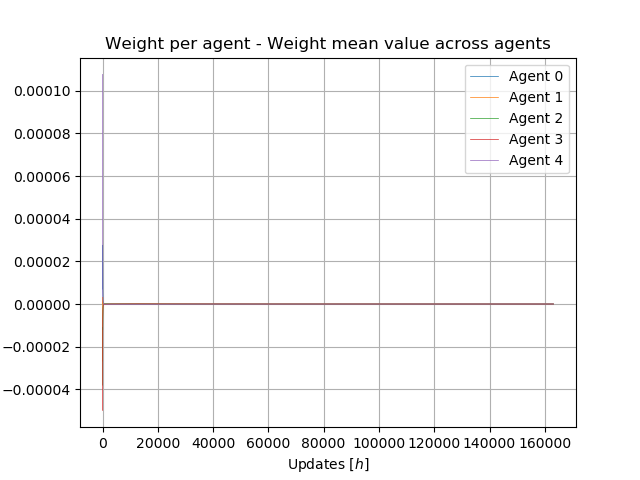 Weight per agent - Weight mean value across agents
0.00010
0.00008
0.00006
0.00004
0.00002
0.00000
−0.00002
−0.00004
Agent 0
Agent 1
Agent 2
Agent 3
Agent 4
0 20000 40000 60000 80000 100000 120000 140000 160000
Updates [h]